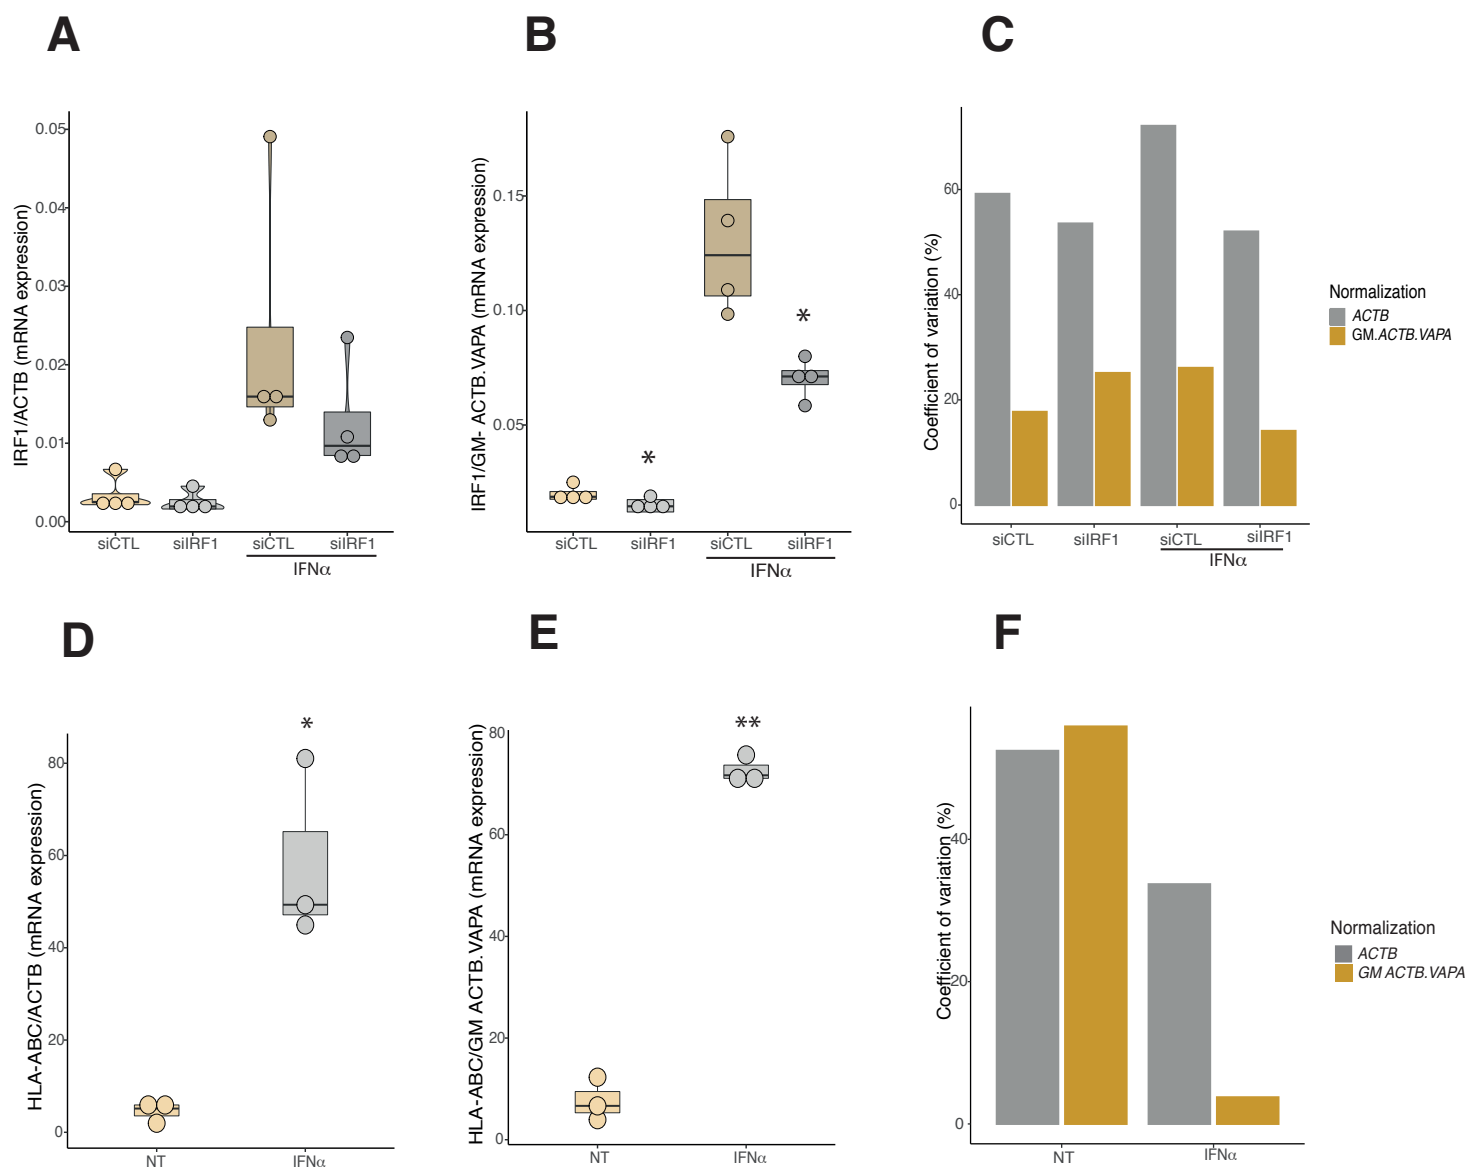 A
IRF1/ACTB (mRNA expression)
0.05
0.04
0.03
0.02
0.01
0.00
siCTL siIRF1 siCTL siIRF1
IFNα
B
IRF1/GM- ACTB.VAPA (mRNA expression)
0.15
0.10
0.05
*
*
siCTL siIRF1 siCTL siIRF1
IFNα
C
Coefficient of variation (%)
60
40
20
0
siCTL siIRF1 siCTL siIRF1
IFNα
Normalization
ACTB
GM.ACTB.VAPA
D
HLA-ABC/ACTB (mRNA expression)
80
60
40
20
0
*
NT IFNα
E
HLA-ABC/GM ACTB.VAPA (mRNA expression)
80
60
40
20
0
**
NT IFNα
F
Coefficient of variation (%)
40
20
0
NT IFNα
Normalization
ACTB
GM ACTB.VAPA